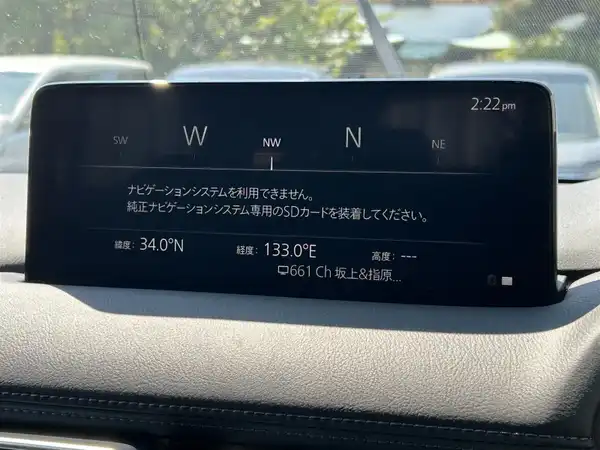 2:22pm
SW W NW N NE
ナビゲーションシステムを利用できません。
純正ナビゲーションシステム専用のSDカードを装着してください。
緯度: 34.0°N 経度: 133.0°E 高度: ---
661 Ch 坂上&指原...